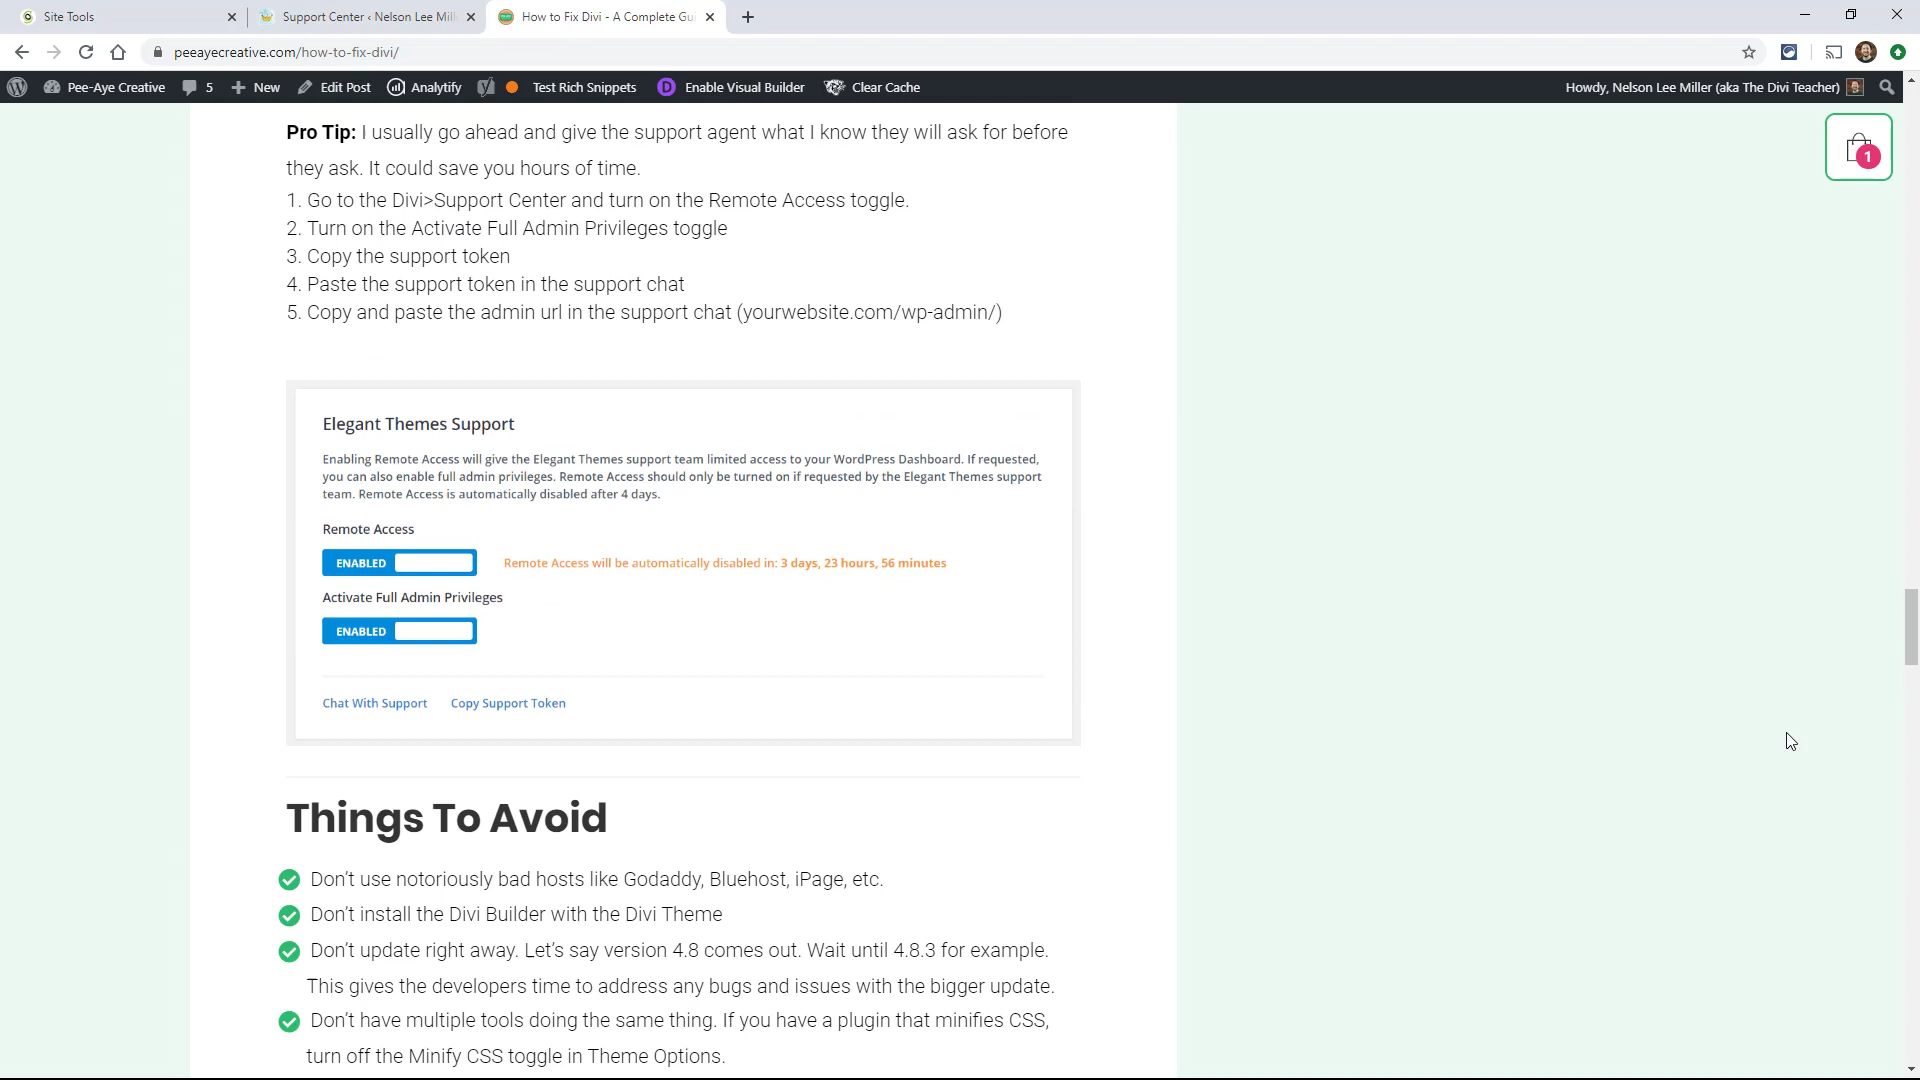 Site Tools
Support Center ‹ Nelson Lee Mill
How to Fix Divi - A Complete Gu
peeayecreative.com/how-to-fix-divi/
Pee-Aye Creative 5 New Edit Post Analytify Test Rich Snippets D Enable Visual Builder Clear Cache Howdy, Nelson Lee Miller (aka The Divi Teacher)
1
Pro Tip: I usually go ahead and give the support agent what I know they will ask for before
they ask. It could save you hours of time.
1. Go to the Divi>Support Center and turn on the Remote Access toggle.
2. Turn on the Activate Full Admin Privileges toggle
3. Copy the support token
4. Paste the support token in the support chat
5. Copy and paste the admin url in the support chat (yourwebsite.com/wp-admin/)
Elegant Themes Support
Enabling Remote Access will give the Elegant Themes support team limited access to your WordPress Dashboard. If requested,
you can also enable full admin privileges. Remote Access should only be turned on if requested by the Elegant Themes support
team. Remote Access is automatically disabled after 4 days.
Remote Access
ENABLED Remote Access will be automatically disabled in: 3 days, 23 hours, 56 minutes
Activate Full Admin Privileges
ENABLED
Chat With Support Copy Support Token
Things To Avoid
Don't use notoriously bad hosts like Godaddy, Bluehost, iPage, etc.
Don't install the Divi Builder with the Divi Theme
Don't update right away. Let's say version 4.8 comes out. Wait until 4.8.3 for example.
This gives the developers time to address any bugs and issues with the bigger update.
Don't have multiple tools doing the same thing. If you have a plugin that minifies CSS,
turn off the Minify CSS toggle in Theme Options.